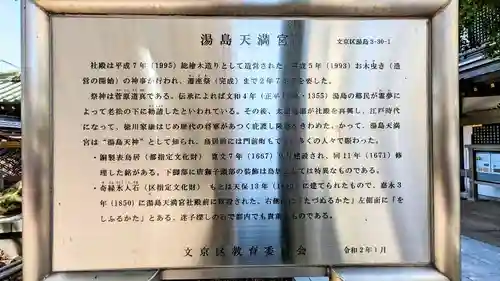 湯島天満宮
文京区湯島3-30-1
社殿は平成7年（1995）総檜木造りとして造営された。平成5年（1993）お木曳き（造
営の開始）の神事が行われ、遷座祭（完成）まで2年7か月を要した。
祭神は菅原道真である。伝承によれば文和4年（正平10・1355）湯島の郷民が霊夢に
よって老松の下に勧請したといわれている。その後、太田道灌が社殿を再興し、江戸時代
になって、徳川家康はじめ歴代の将軍があつく庇護し隆盛をきわめた。かつて、湯島天満
宮は“湯島天神”として知られ、鳥居前には門前町もでき、多くの人々で賑わった。
・銅製表鳥居（都指定文化財） 寛文7年（1667）頃に建設され、同11年（1671）修
理した銘がある。下脚部に唐獅子頭部の装飾は鳥居としては特異なものである。
・奇縁氷人石（区指定文化財） もとは天保13年（1842）に建てられたもので、嘉永3
年（1850）に湯島天満宮社殿前に移設された。右側面に「たづぬるかた」左側面に「を
しふるかた」とある、迷子探しの石で都内でも貴重なものである。
文京区教育委員会
令和2年1月